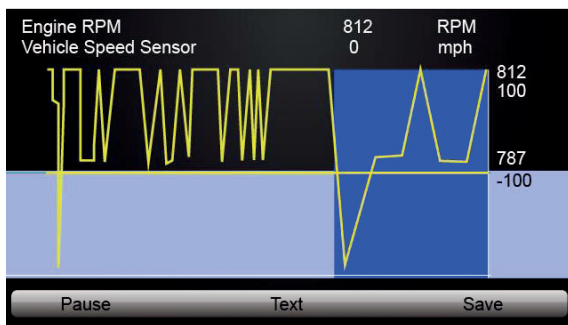 Engine RPM 812 RPM
Vehicle Speed Sensor 0 mph
812
100
787
-100
Pause Text Save